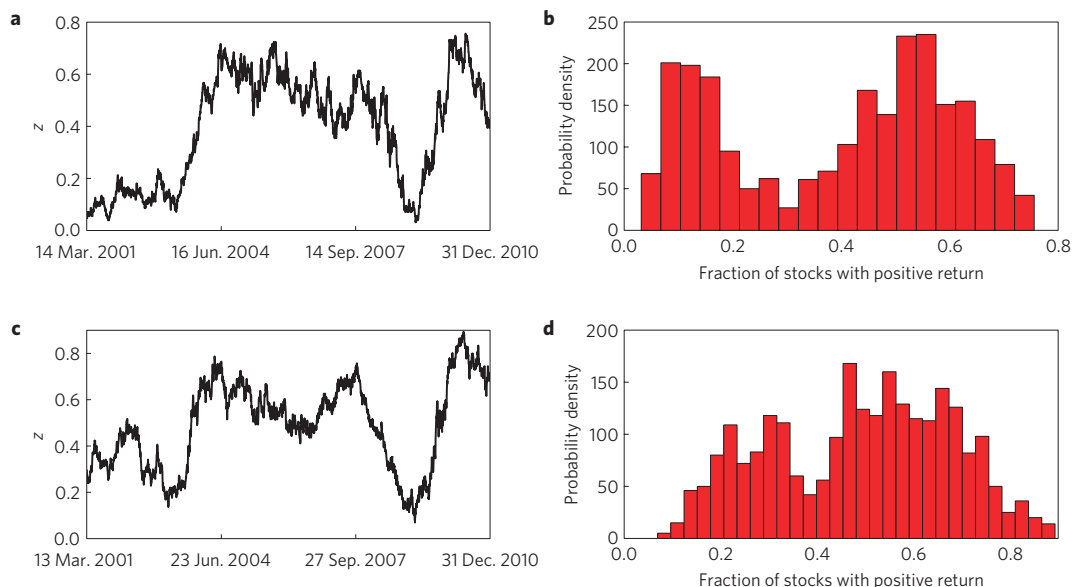 a
0.8
0.6
0.4
0.2
0.0
z
14 Mar. 2001 16 Jun. 2004 14 Sep. 2007 31 Dec. 2010
b
250
200
150
100
50
0
Probability density
0.0 0.2 0.4 0.6 0.8
Fraction of stocks with positive return
c
0.8
0.6
0.4
0.2
0.0
z
13 Mar. 2001 23 Jun. 2004 27 Sep. 2007 31 Dec. 2010
d
200
150
100
50
0
Probability density
0.0 0.2 0.4 0.6 0.8
Fraction of stocks with positive return